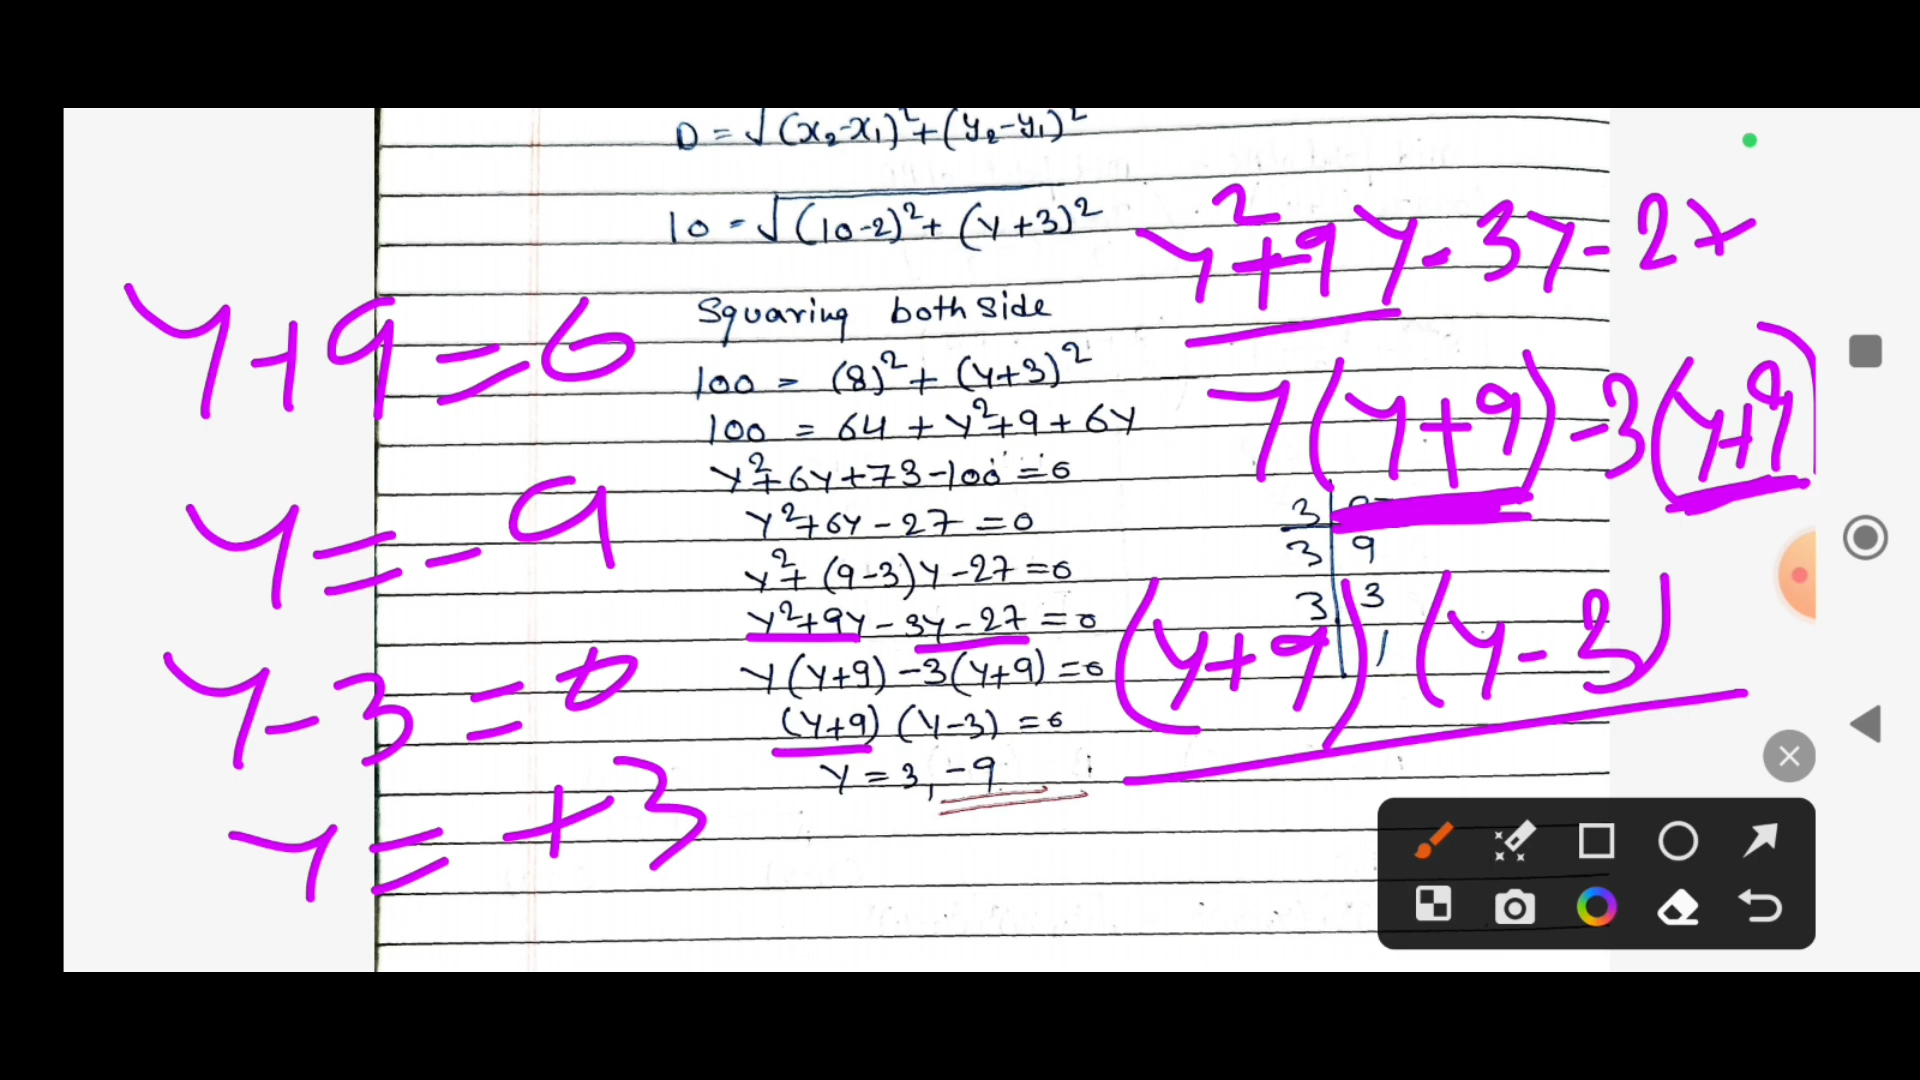 D = √(x₂-x₁)²+(y₂-y₁)²
10 = √(10-2)²+(y+3)²
Squaring both side
100 = (8)²+(y+3)²
100 = 64+y²+9+6y
y²+6y+73-100=0
y²+6y-27=0
y²+(9-3)y-27=0
y²+9y-3y-27=0
y(y+9)-3(y+9)=0
(y+9)(y-3)=0
y=3,-9
3
3 9
3 3
1
y+9=0
y=-9
y-3=0
y=+3
y²+9y-3y-27
y(y+9)-3(y+9)
(y+9)(y-3)